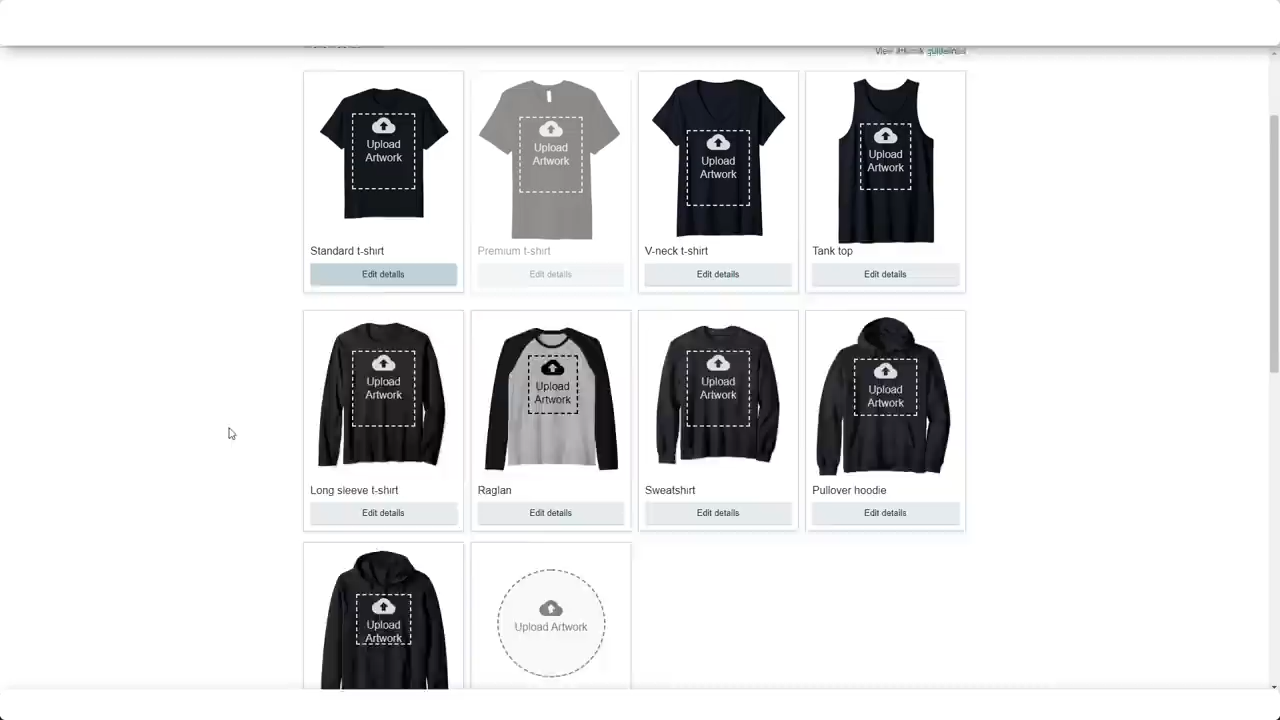 guidelines
Upload
Artwork
Upload
Artwork
Upload
Artwork
Upload
Artwork
Standard t-shirt
Premium t-shirt
V-neck t-shirt
Tank top
Edit details
Edit details
Edit details
Edit details
Upload
Artwork
Upload
Artwork
Upload
Artwork
Upload
Artwork
Long sleeve t-shirt
Raglan
Sweatshirt
Pullover hoodie
Edit details
Edit details
Edit details
Edit details
Upload
Artwork
Upload Artwork